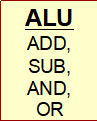 ALU
ADD,
SUB,
AND,
OR